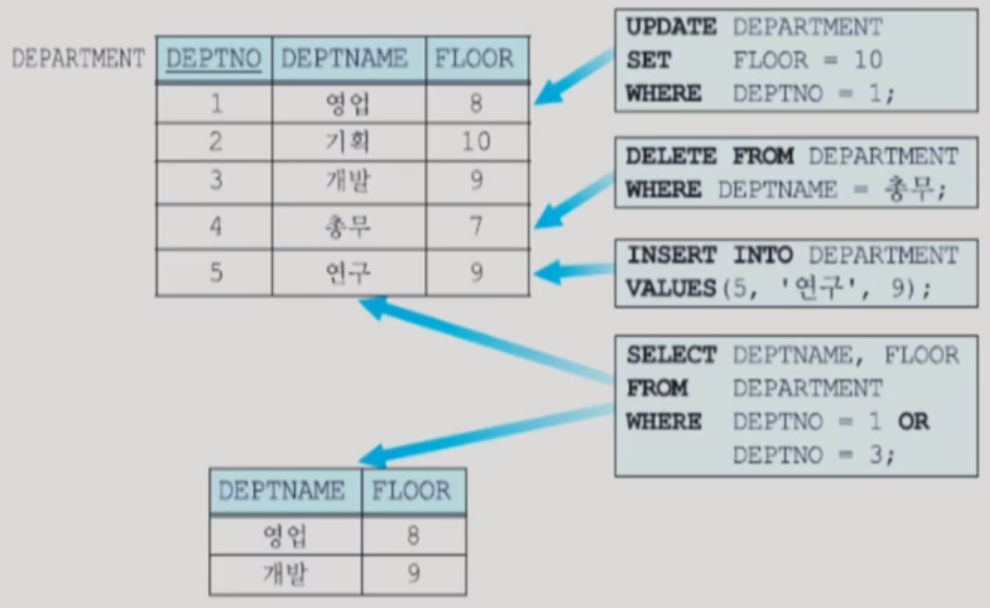 DEPARTMENT
DEPTNO DEPTNAME FLOOR
1 영업 8
2 기획 10
3 개발 9
4 총무 7
5 연구 9
UPDATE DEPARTMENT
SET FLOOR = 10
WHERE DEPTNO = 1;
DELETE FROM DEPARTMENT
WHERE DEPTNAME = 총무;
INSERT INTO DEPARTMENT
VALUES(5, '연구', 9);
SELECT DEPTNAME, FLOOR
FROM DEPARTMENT
WHERE DEPTNO = 1 OR
DEPTNO = 3;
DEPTNAME FLOOR
영업 8
개발 9